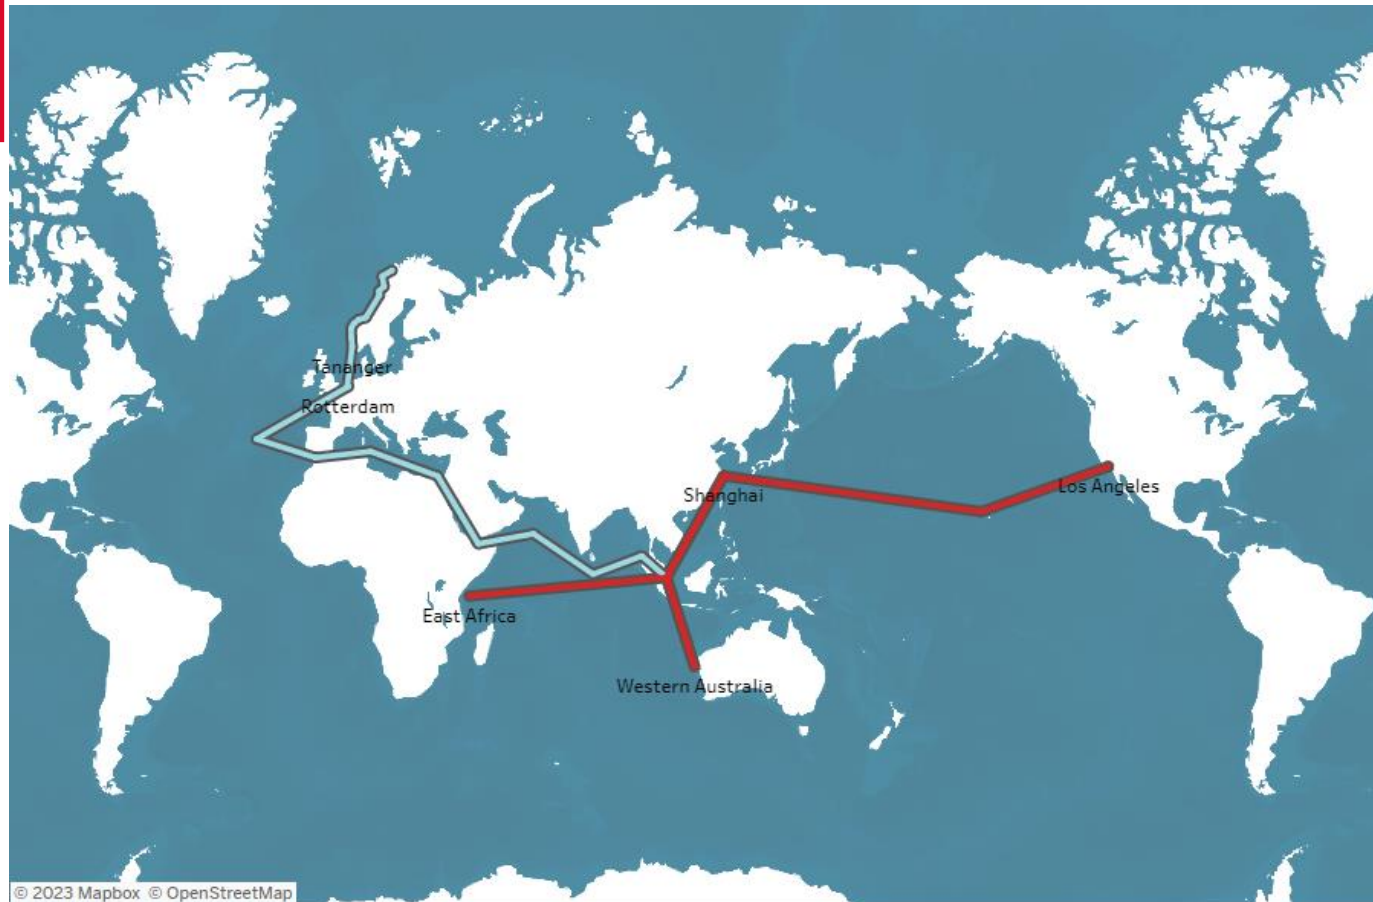 Tananger
Rotterdam
Shanghai
Los Angeles
East Africa
Western Australia
© 2023 Mapbox © OpenStreetMap